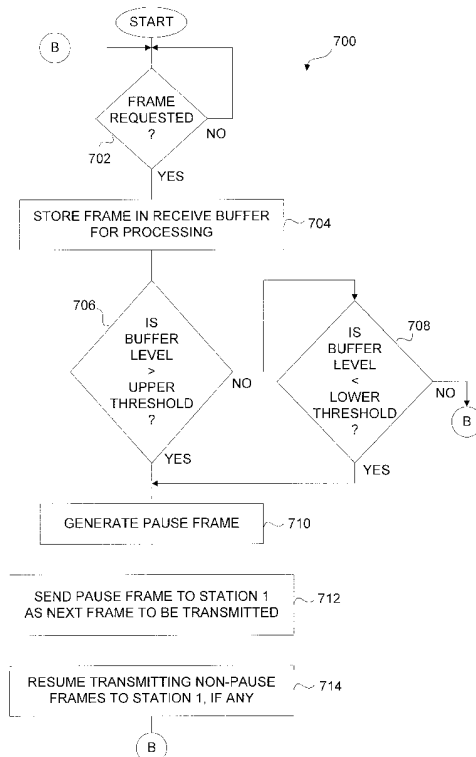 START
B
700
FRAME
REQUESTED
?
NO
702
YES
STORE FRAME IN RECEIVE BUFFER
FOR PROCESSING
704
706
IS
BUFFER
LEVEL
>
UPPER
THRESHOLD
?
NO
YES
708
IS
BUFFER
LEVEL
<
LOWER
THRESHOLD
?
NO
B
YES
GENERATE PAUSE FRAME
710
SEND PAUSE FRAME TO STATION 1
AS NEXT FRAME TO BE TRANSMITTED
712
RESUME TRANSMITTING NON-PAUSE
FRAMES TO STATION 1, IF ANY
714
B